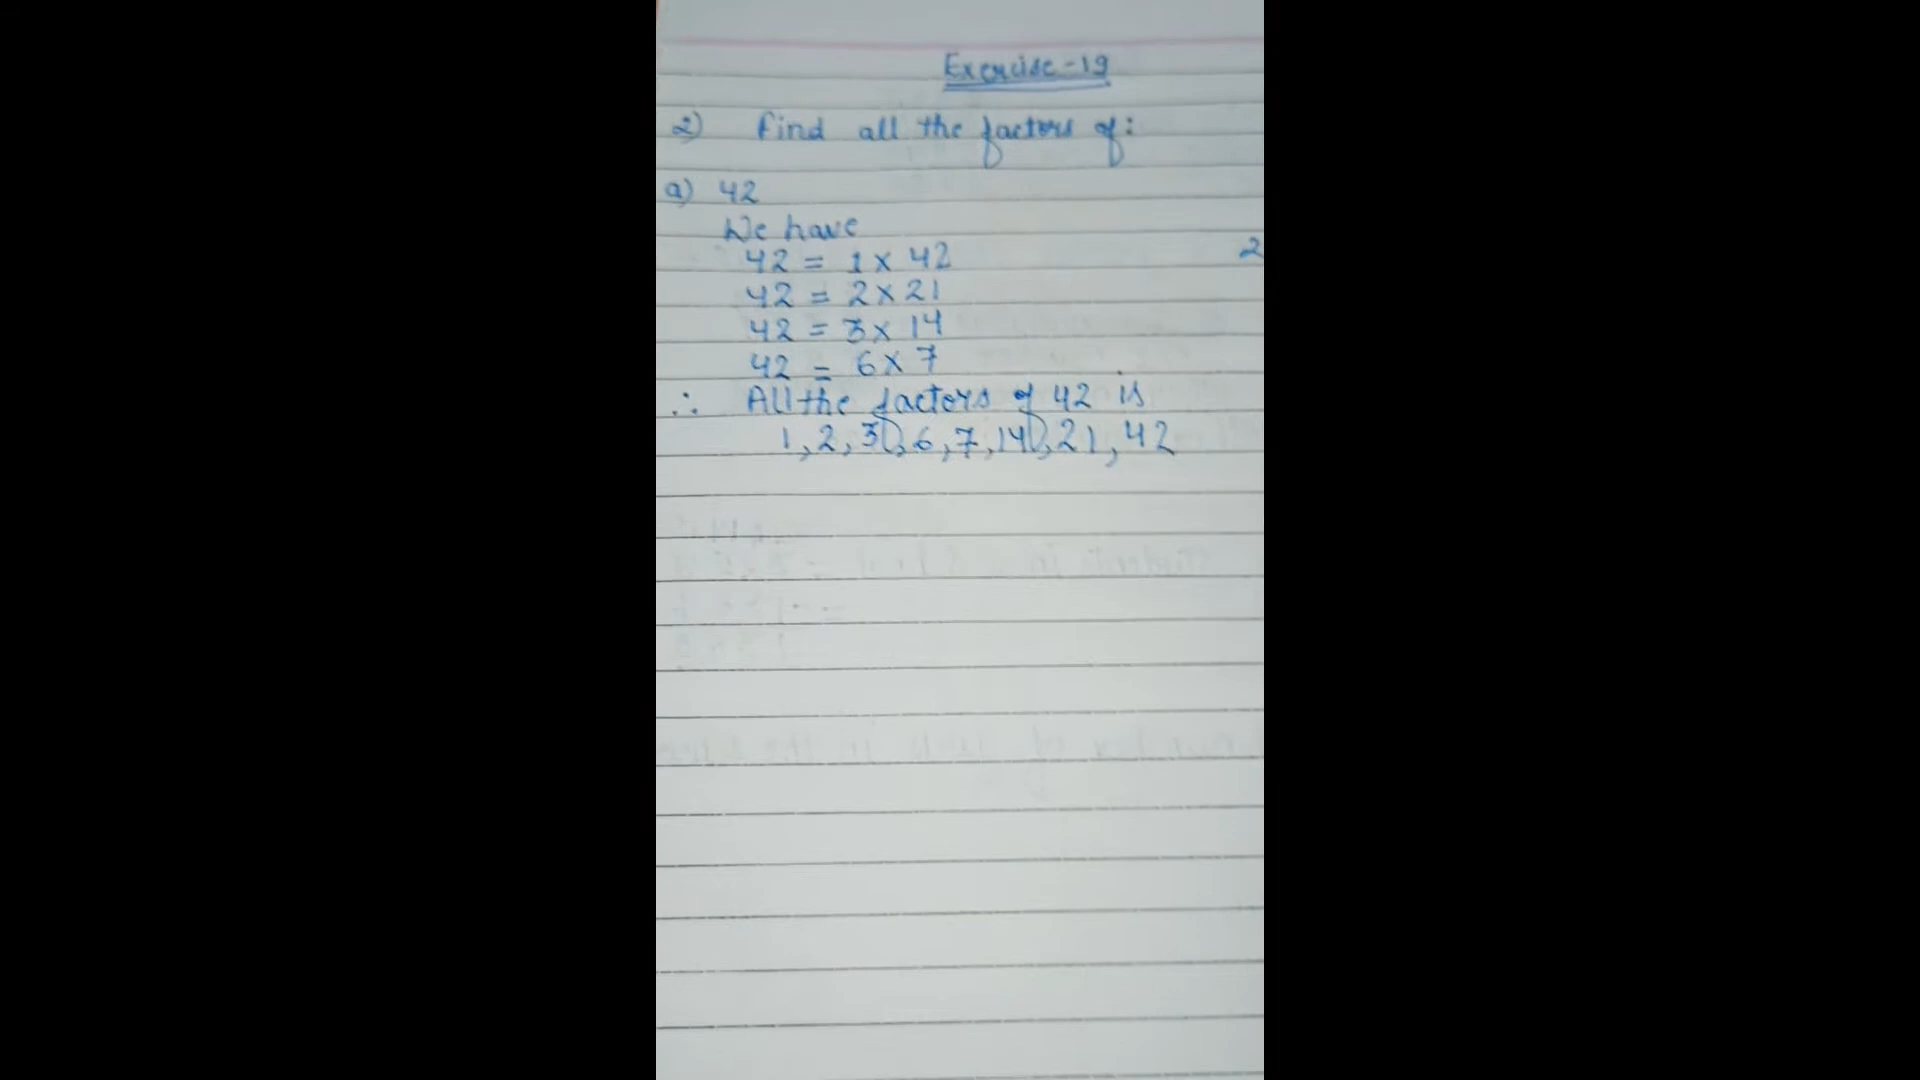 Exercise-19
2) Find all the factors of:
a) 42
We have
42 = 1 x 42
2
42 = 2 x 21
42 = 3 x 14
42 = 6 x 7
∴ All the factors of 42 is
1, 2, 3, 6, 7, 14, 21, 42